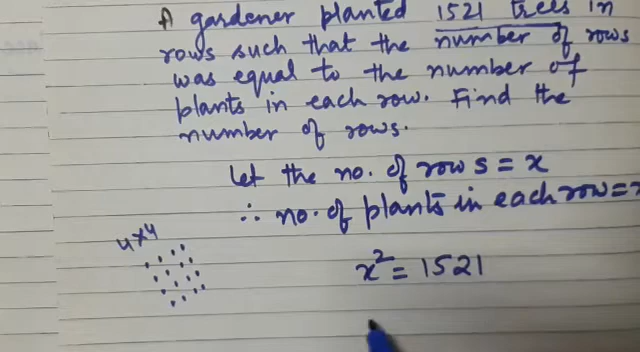 A gardener planted 1521 trees in
rows such that the number of rows
was equal to the number of
plants in each row. Find the
number of rows.
Let the no. of rows = x
∴ no. of plants in each row = x
4x4
x² = 1521